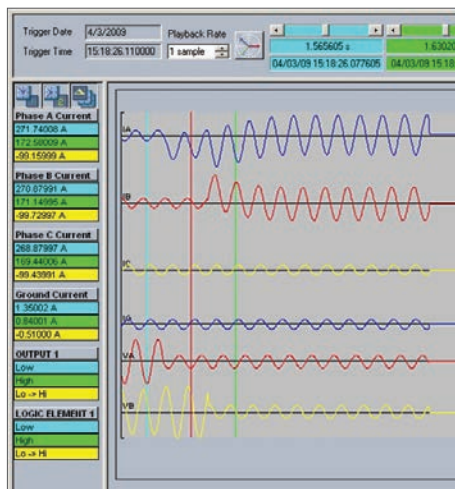 Trigger Date 4/3/2009 Playback Rate
Trigger Time 15:18:26.110000 1 sample
1.565605 s 1.6302
04/03/09 15:18:26.077605 04/03/09 15:18
Phase A Current
271.74008 A
172.58009 A
-99.15999 A
Phase B Current
270.87991 A
171.14995 A
-99.72997 A
Phase C Current
268.87997 A
169.44006 A
-99.43991 A
Ground Current
1.35002 A
0.84001 A
-0.51000 A
OUTPUT 1
Low
High
Lo -> Hi
LOGIC ELEMENT 1
Low
High
Lo -> Hi
IA
IB
IC
IG
VA
VB